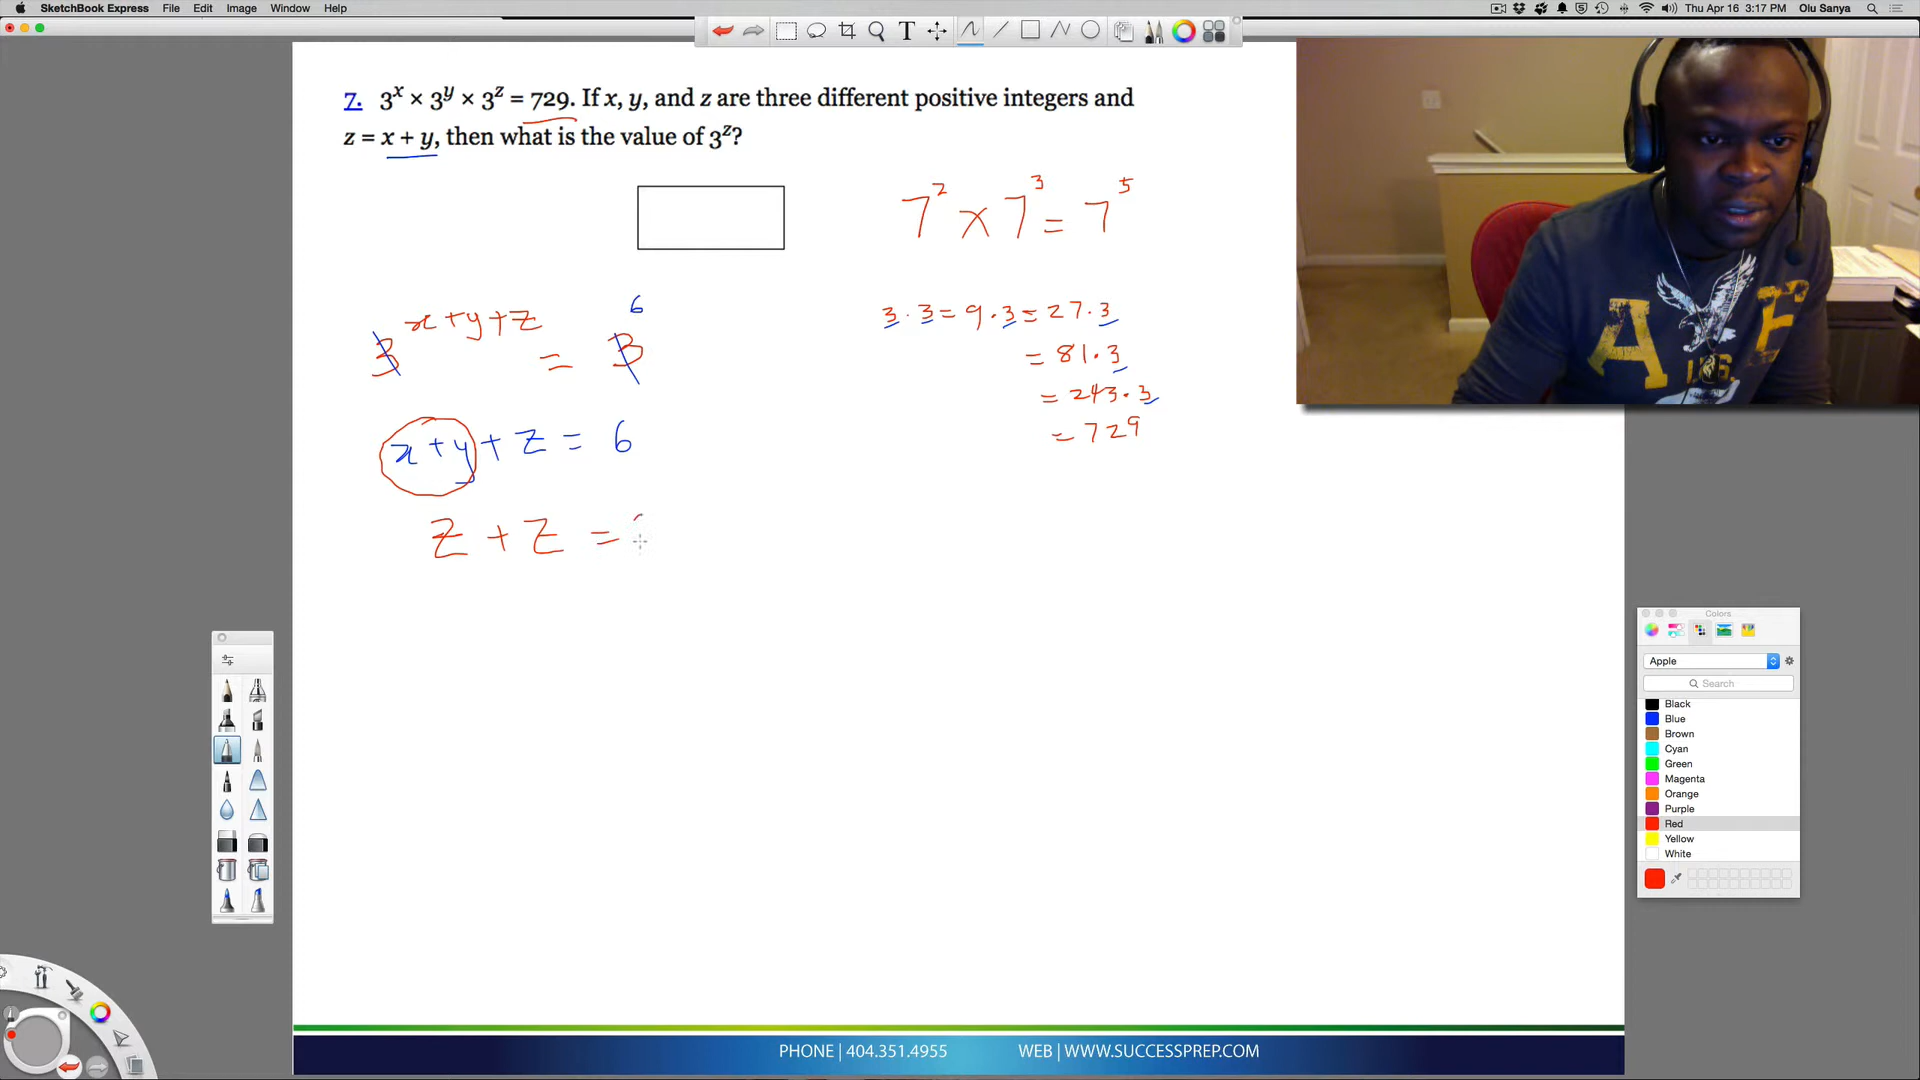 SketchBook Express File Edit Image Window Help
Thu Apr 16 3:17 PM Olu Sanya
7. 3^x × 3^y × 3^z = 729. If x, y, and z are three different positive integers and
z = x + y, then what is the value of 3^z?
7^2 × 7^3 = 7^5
3^(x+y+z) = 3^6
3 · 3 = 9 · 3 = 27 · 3
= 81 · 3
= 243 · 3
= 729
x + y + z = 6
z + z =
Colors
Apple
Search
Black
Blue
Brown
Cyan
Green
Magenta
Orange
Purple
Red
Yellow
White
PHONE | 404.351.4955 WEB | WWW.SUCCESSPREP.COM